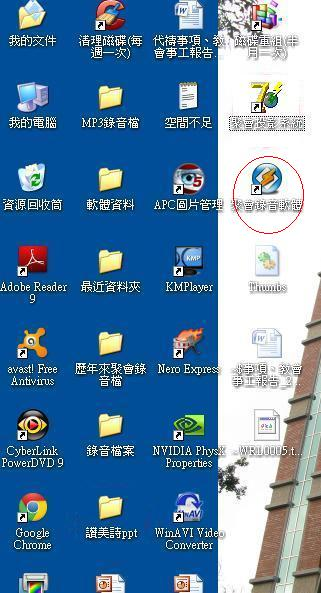 我的文件
清理磁碟(每
週一次)
代禱事項、教
會事工報告...
磁碟重組(半
月一次)
我的電腦
MP3錄音檔
空間不足
資源回收筒
軟體資料
APC圖片管理
聚會錄音軟體
Adobe Reader
9
最近資料夾
KMPlayer
Thumbs
avast! Free
Antivirus
歷年來聚會錄
音檔
Nero Express
事項、教會
事工報告_2...
CyberLink
PowerDVD 9
錄音檔案
NVIDIA PhysX
Properties
~WRL0005.t...
Google
Chrome
讚美詩ppt
WinAVI Video
Converter